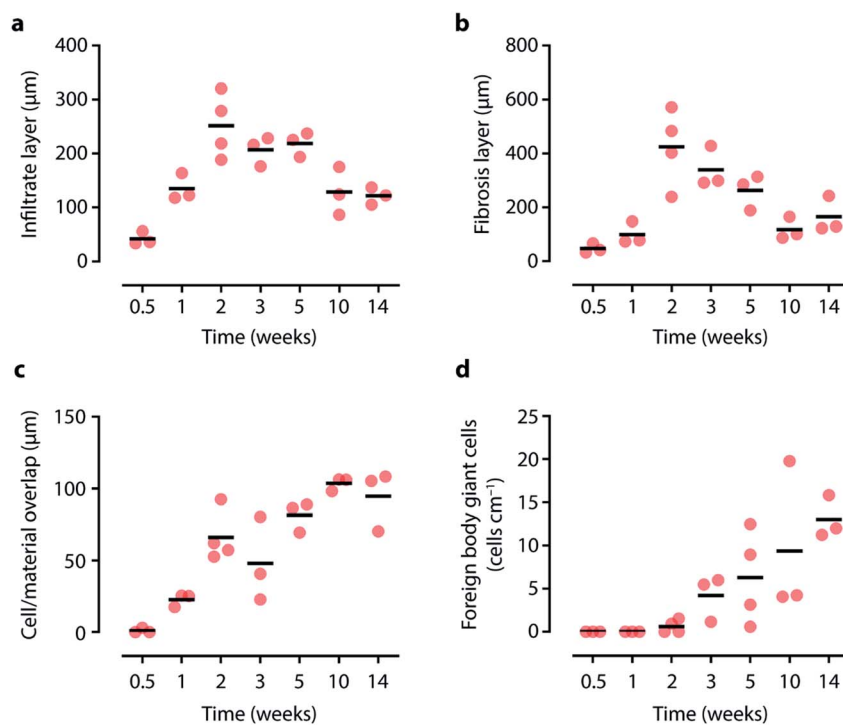 a
Infiltrate layer (μm)
400
300
200
100
0
0.5 1 2 3 5 10 14
Time (weeks)
b
Fibrosis layer (μm)
800
600
400
200
0
0.5 1 2 3 5 10 14
Time (weeks)
c
Cell/material overlap (μm)
150
100
50
0
0.5 1 2 3 5 10 14
Time (weeks)
d
Foreign body giant cells
(cells cm⁻¹)
25
20
15
10
5
0
0.5 1 2 3 5 10 14
Time (weeks)